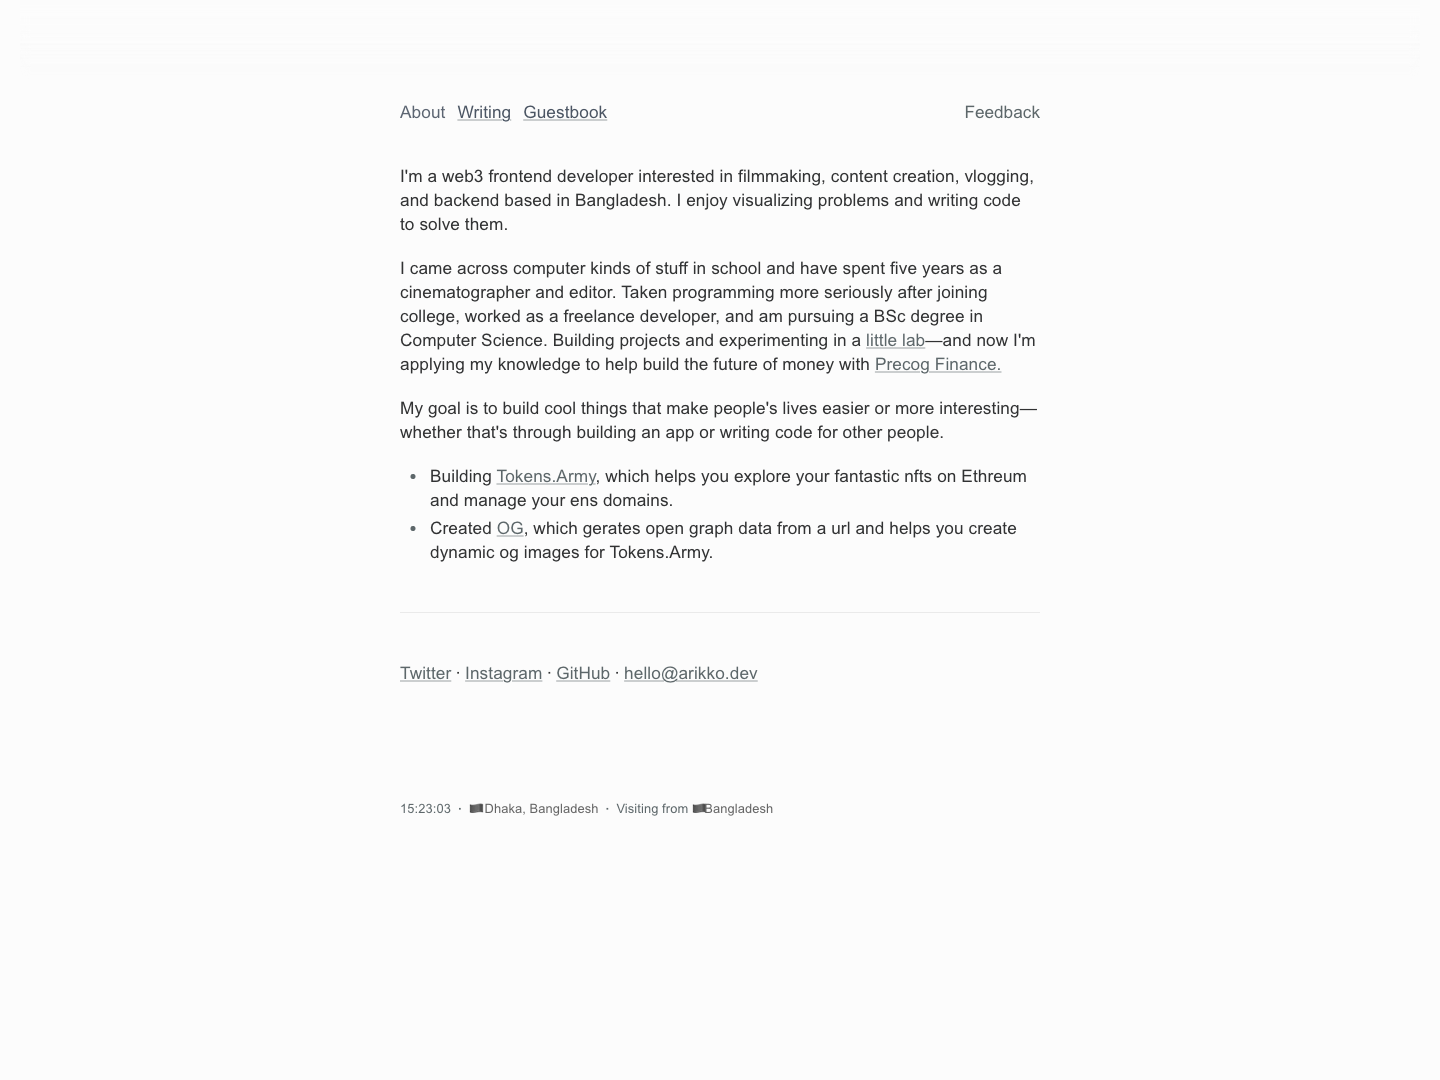 About Writing Guestbook Feedback
I'm a web3 frontend developer interested in filmmaking, content creation, vlogging,
and backend based in Bangladesh. I enjoy visualizing problems and writing code
to solve them.
I came across computer kinds of stuff in school and have spent five years as a
cinematographer and editor. Taken programming more seriously after joining
college, worked as a freelance developer, and am pursuing a BSc degree in
Computer Science. Building projects and experimenting in a little lab—and now I'm
applying my knowledge to help build the future of money with Precog Finance.
My goal is to build cool things that make people's lives easier or more interesting—
whether that's through building an app or writing code for other people.
• Building Tokens.Army, which helps you explore your fantastic nfts on Ethreum
and manage your ens domains.
• Created OG, which gerates open graph data from a url and helps you create
dynamic og images for Tokens.Army.
Twitter · Instagram · GitHub · hello@arikko.dev
15:23:03 · Dhaka, Bangladesh · Visiting from Bangladesh